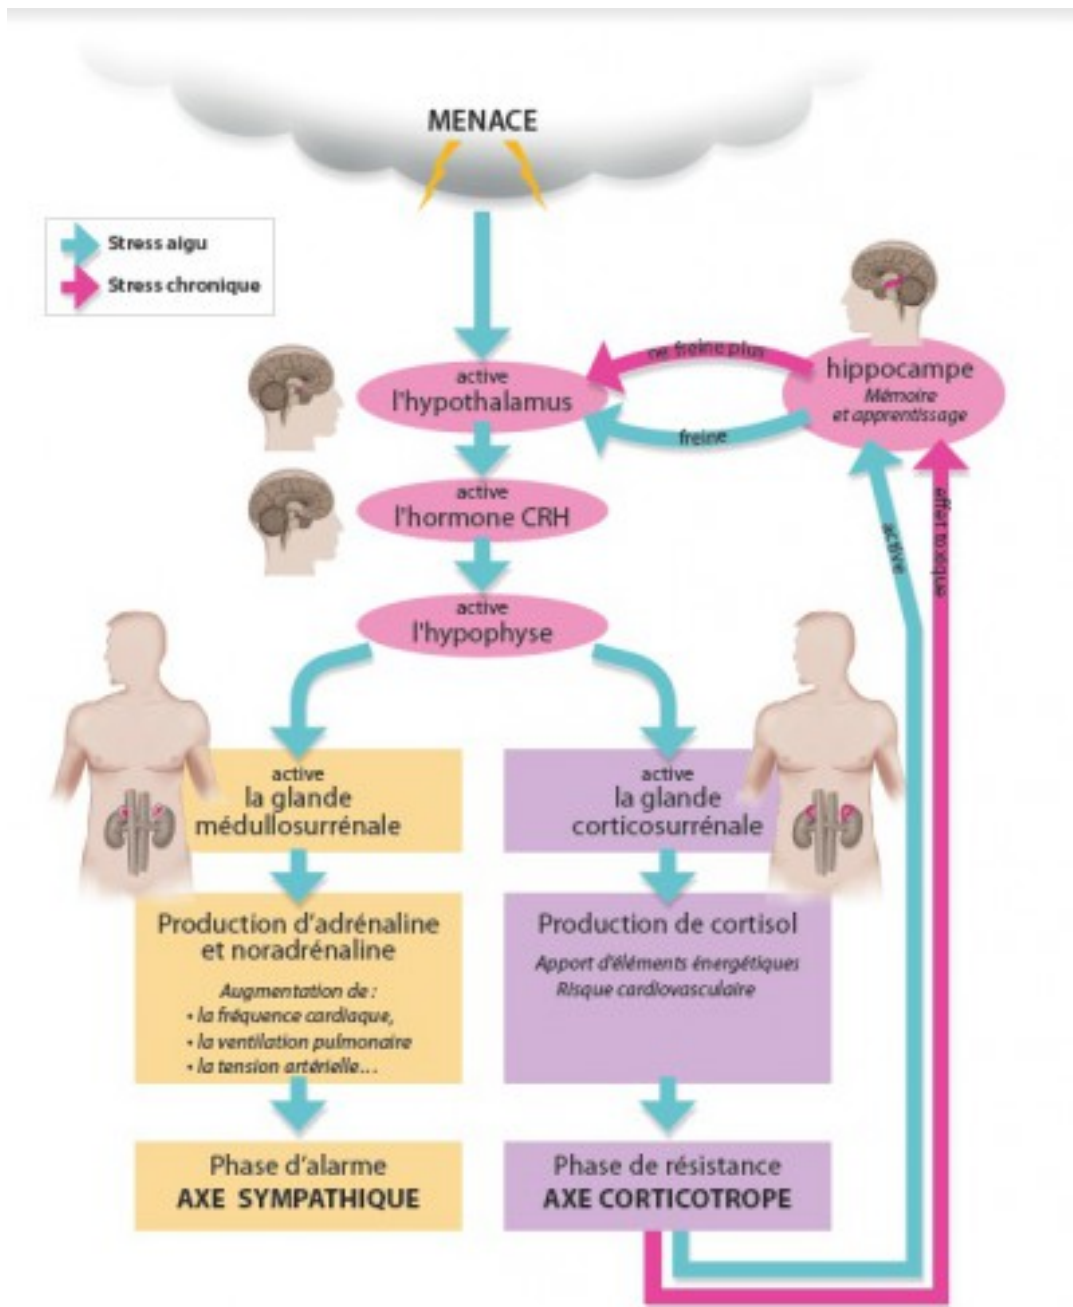 MENACE
Stress aigu
Stress chronique
active
l'hypothalamus
ne freine plus
freine
hippocampe
Mémoire
et apprentissage
active
l'hormone CRH
active
l'hypophyse
active
effet toxique
active
la glande
médullosurrénale
active
la glande
corticosurrénale
Production d'adrénaline
et noradrénaline
Augmentation de :
• la fréquence cardiaque,
• la ventilation pulmonaire
• la tension artérielle...
Production de cortisol
Apport d'éléments énergétiques
Risque cardiovasculaire
Phase d'alarme
AXE SYMPATHIQUE
Phase de résistance
AXE CORTICOTROPE